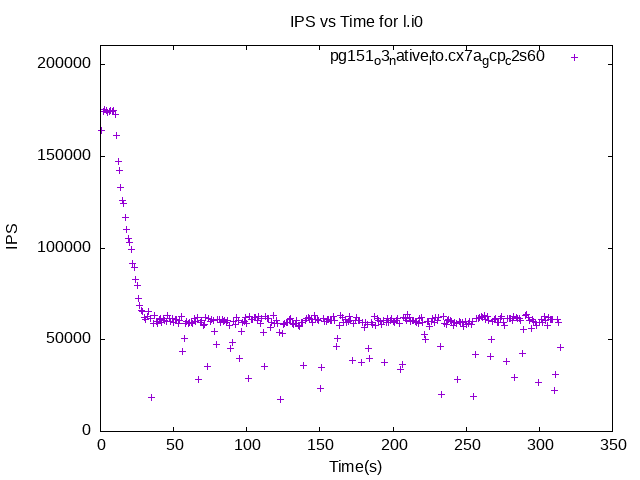 IPS vs Time for l.i0
pg151_o3_native_lto.cx7a_gcp_c2s60
200000
150000
100000
50000
0
IPS
0 50 100 150 200 250 300 350
Time(s)